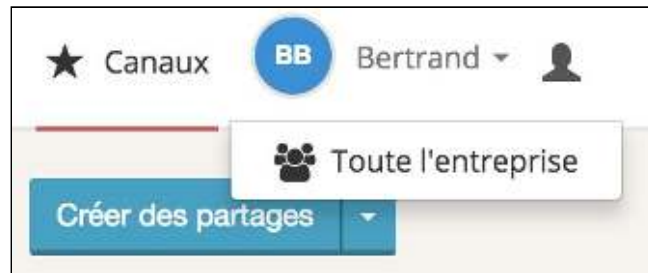 Canaux BB Bertrand
Toute l'entreprise
Créer des partages